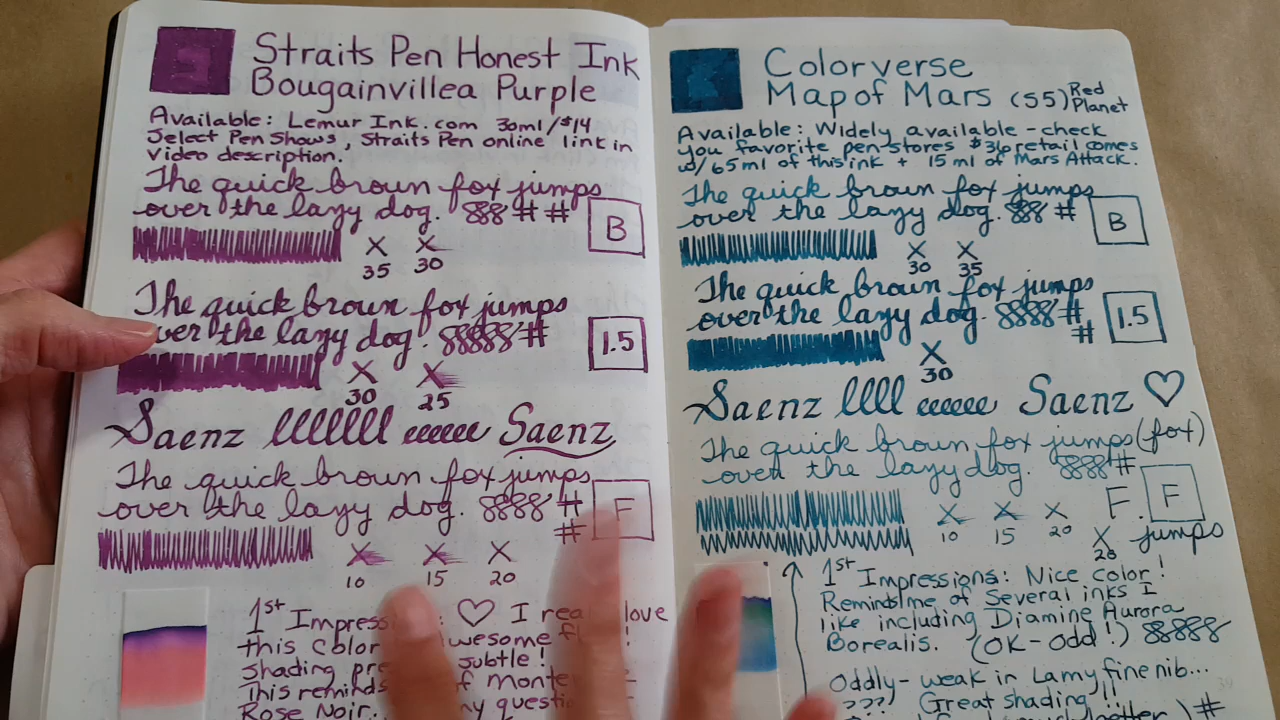 Straits Pen Honest Ink
Bougainvillea Purple
Available: Lemur Ink.com 30ml/$14
Select Pen Shows, Straits Pen online link in
video description.
The quick brown fox jumps
over the lazy dog. 888 # #
B
X X
35 30
The quick brown fox jumps
over the lazy dog. 88888 #
1.5
X X
30 25
Saenz lllllll eeeeee Saenz
The quick brown fox jumps
over the lazy dog. 8888 #
#
F
X X X
10 15 20
1st ♡ I love
this Color
Shading subtle!
This reminds of
Rose Noir..
Colorverse
Map of Mars (55) Red
Planet
Available: Widely available - check
you favorite pen stores $36 retail comes
w/ 65 ml of this ink + 15 ml of Mars Attack.
The quick brown fox jumps
over the lazy dog. 888 #
B
X X
30 35
The quick brown fox jumps
over the lazy dog. 8888 #
#
1.5
X
30
Saenz llll eeeeee Saenz ♡
The quick brown fox jumps (fox)
over the lazy dog. 8888 #
F. F
X X X
10 15 20
X jumps
20
1st Impressions: Nice color!
Reminds me of Several inks I
like including Diamine Aurora
Borealis. (OK - odd!) 88888
Oddly - weak in Lamy fine nib...
???) Great shading!!
#